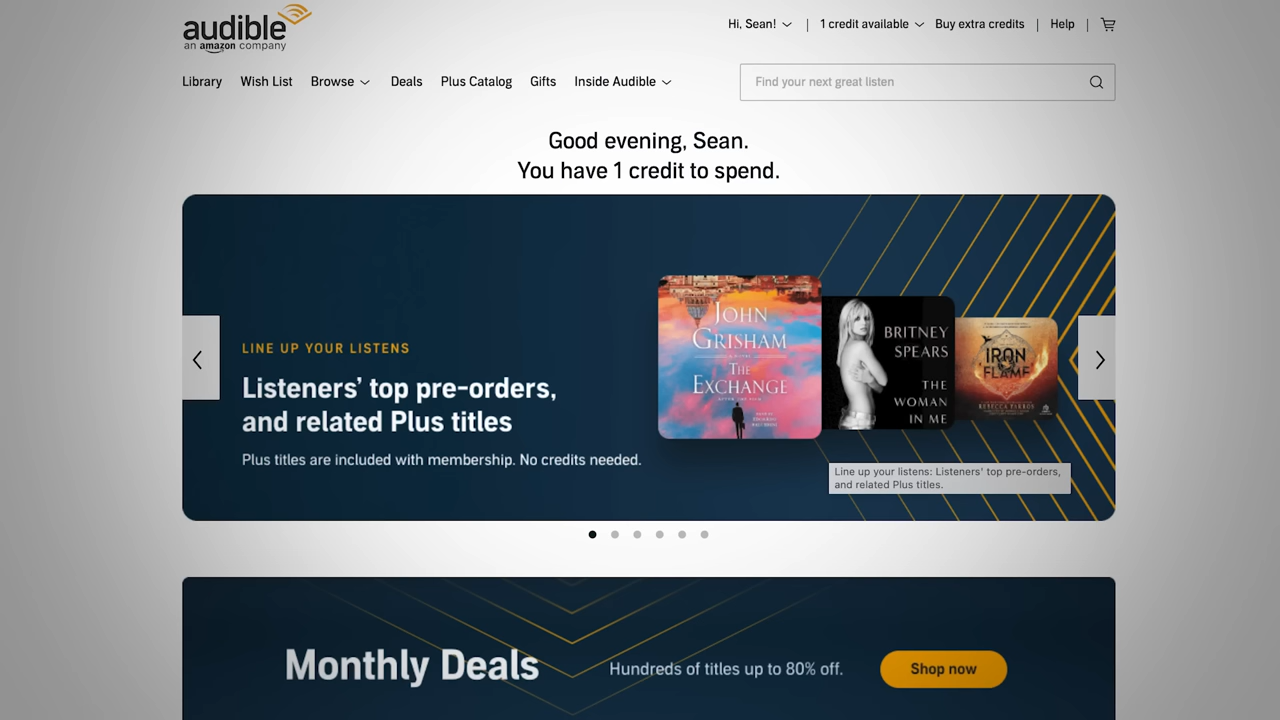 audible
an amazon company
Hi, Sean!
1 credit available
Buy extra credits
Help
Library
Wish List
Browse
Deals
Plus Catalog
Gifts
Inside Audible
Find your next great listen
Good evening, Sean.
You have 1 credit to spend.
LINE UP YOUR LISTENS
Listeners' top pre-orders,
and related Plus titles
Plus titles are included with membership. No credits needed.
JOHN
GRISHAM
A NOVEL
THE
EXCHANGE
BRITNEY
SPEARS
THE
WOMAN
IN ME
IRON
FLAME
REBECCA YARROS
Line up your listens: Listeners' top pre-orders,
and related Plus titles.
Monthly Deals
Hundreds of titles up to 80% off.
Shop now